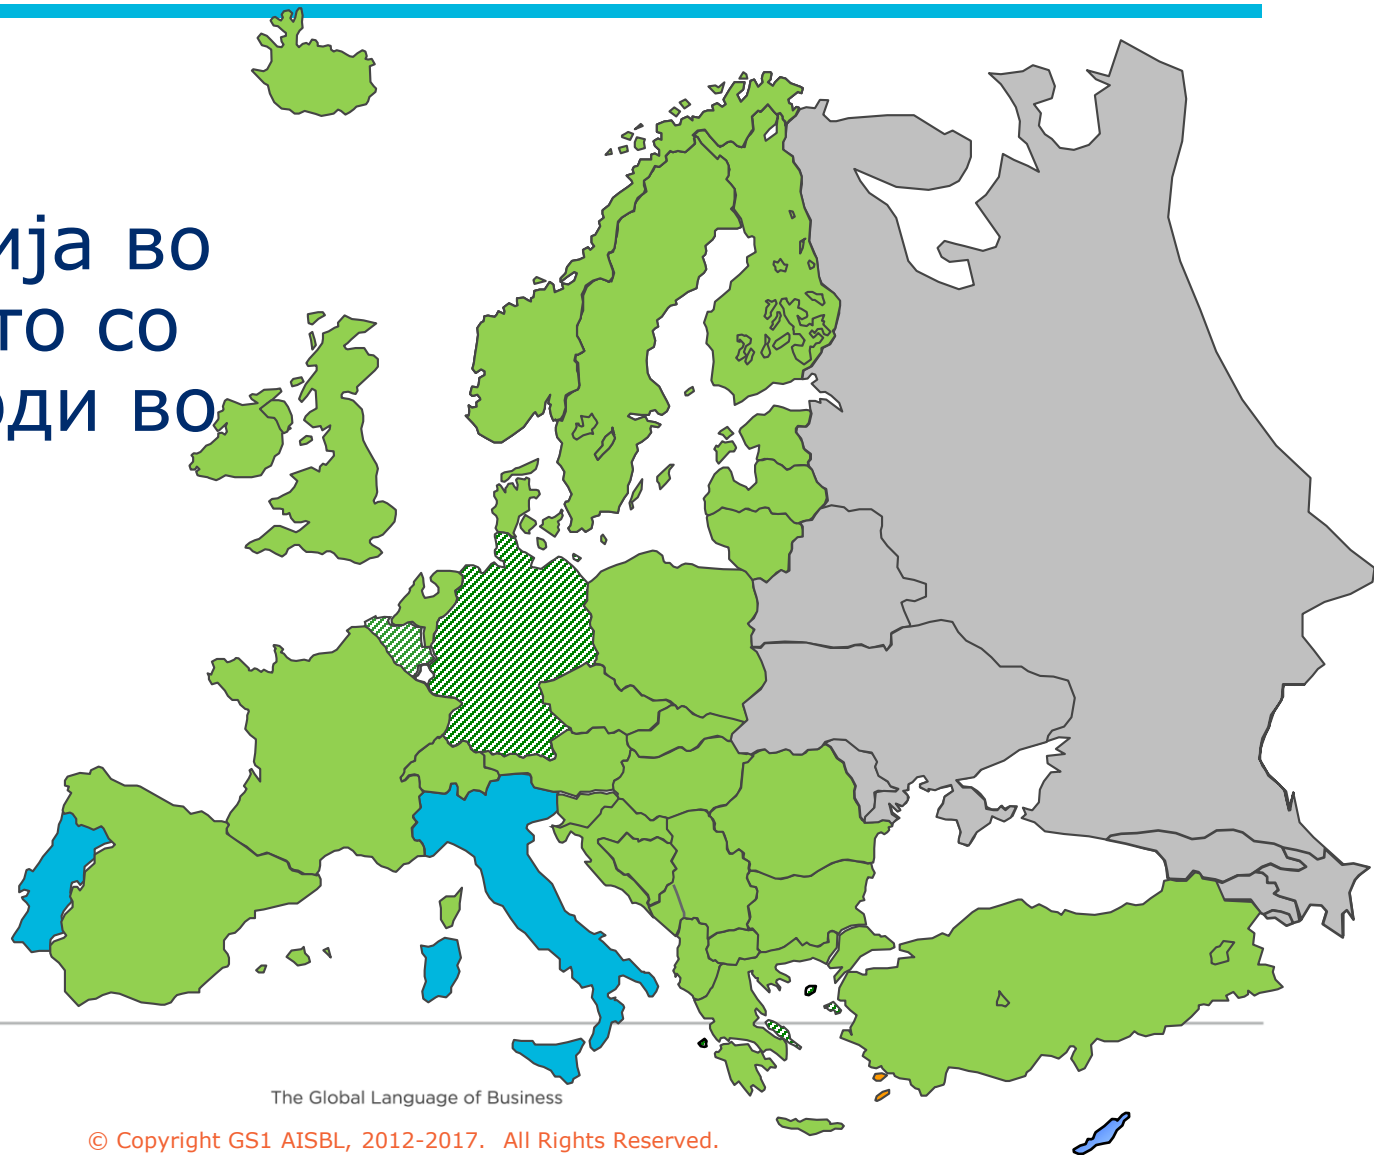 ија во
то со
оди во
The Global Language of Business
© Copyright GS1 AISBL, 2012-2017. All Rights Reserved.